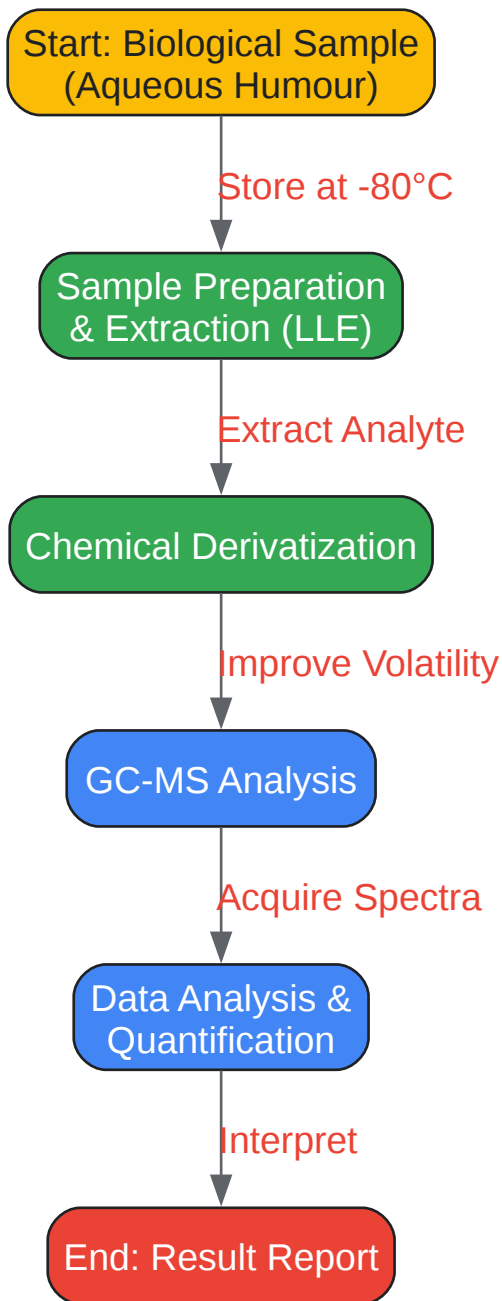 Start: Biological Sample
(Aqueous Humour)
Store at -80°C
Sample Preparation
& Extraction (LLE)
Extract Analyte
Chemical Derivatization
Improve Volatility
GC-MS Analysis
Acquire Spectra
Data Analysis &
Quantification
Interpret
End: Result Report